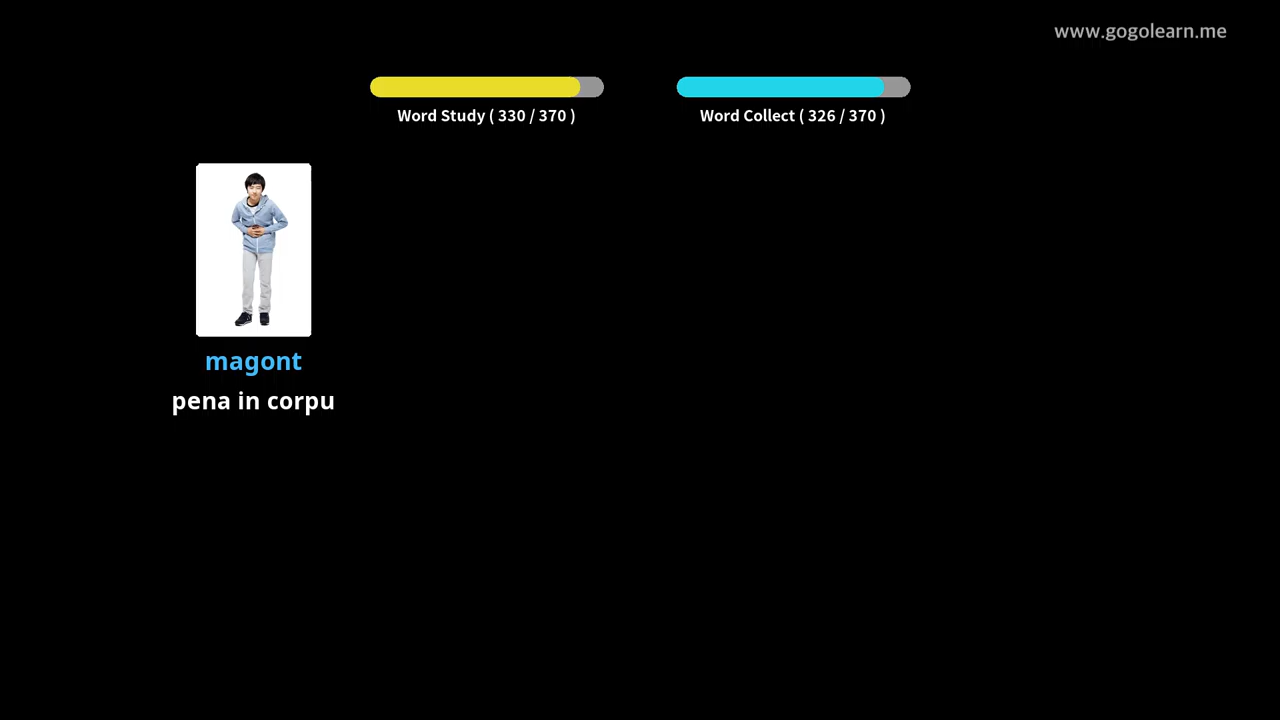 www.gogolearn.me
Word Study ( 330 / 370 )
Word Collect ( 326 / 370 )
magont
pena in corpu